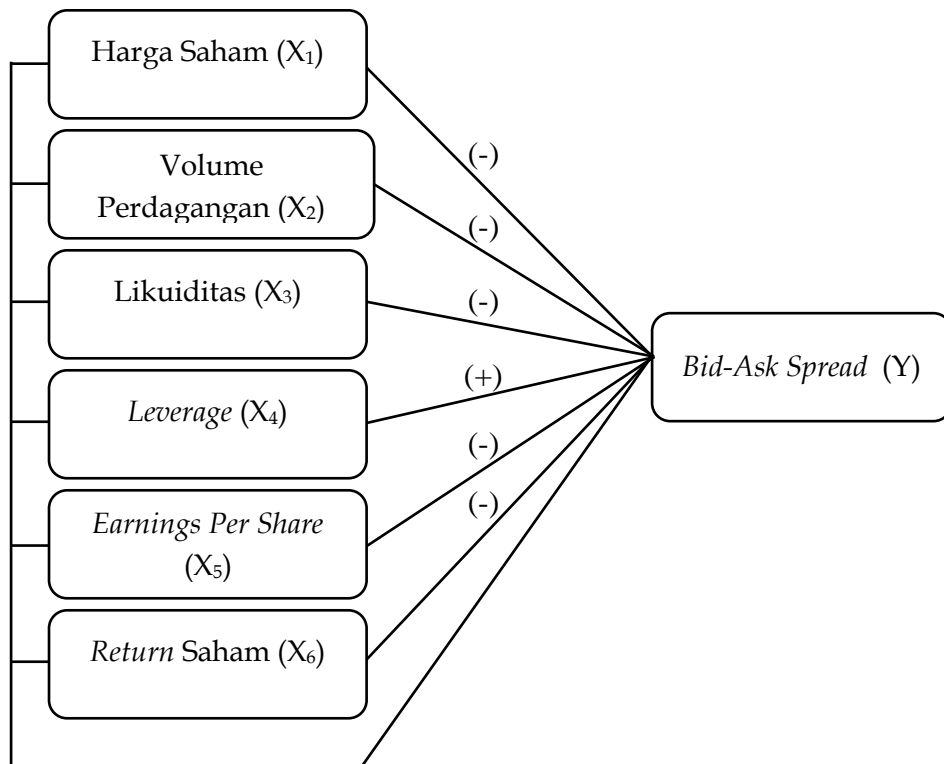 Harga Saham (X₁)
(-)
Volume
Perdagangan (X₂)
(-)
Likuiditas (X₃)
(-)
Bid-Ask Spread (Y)
(+)
Leverage (X₄)
(-)
Earnings Per Share
(X₅)
(-)
Return Saham (X₆)